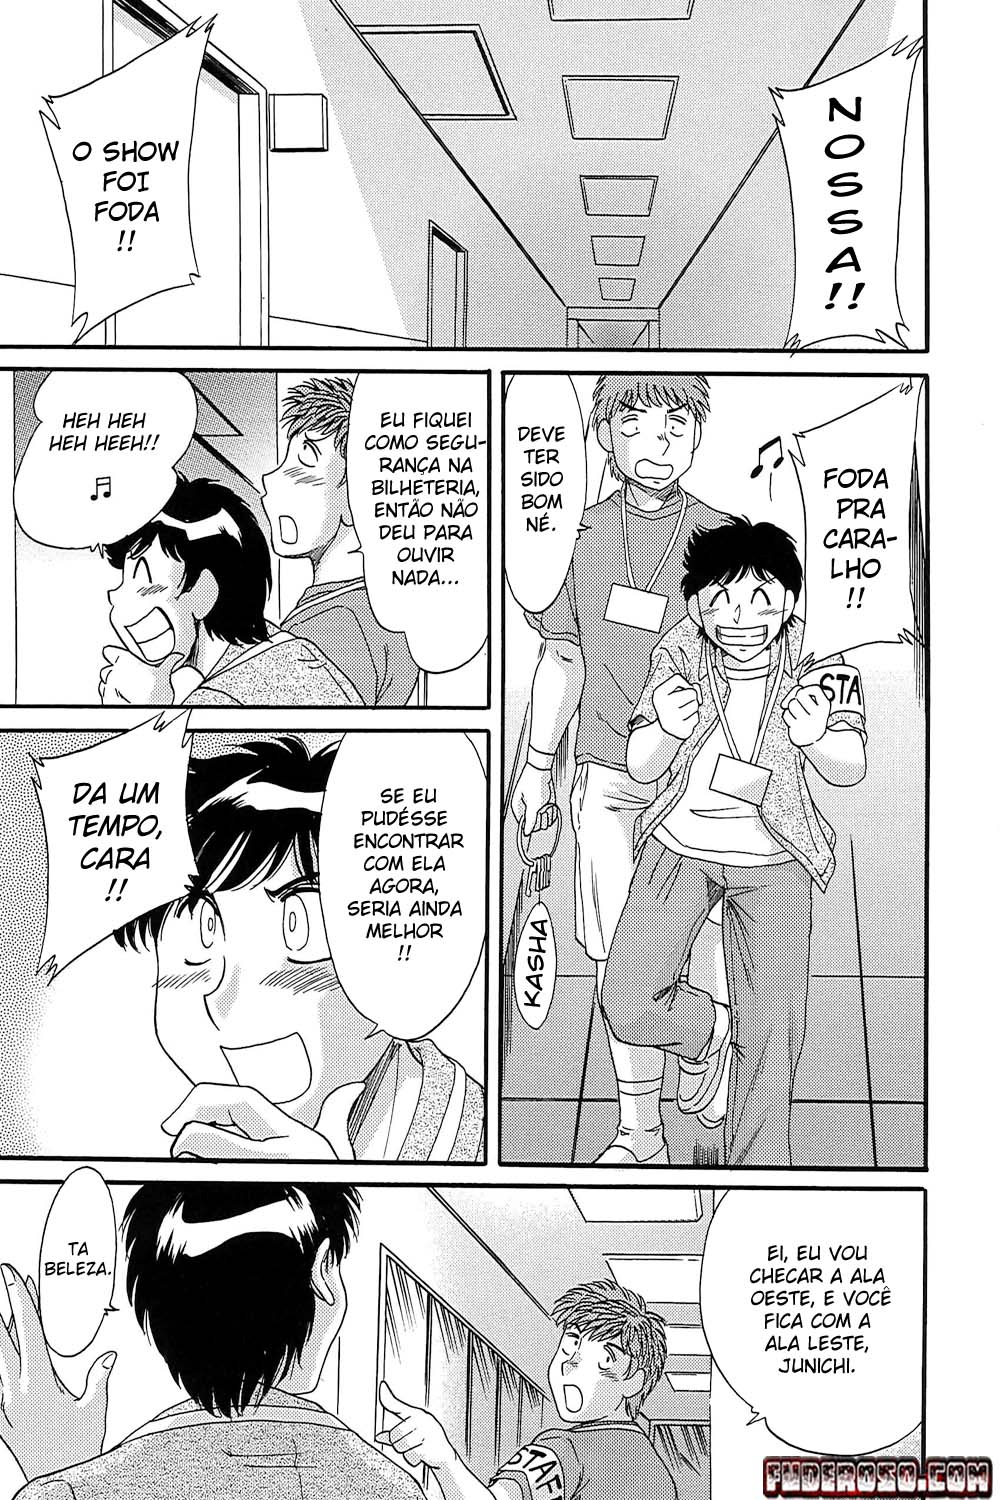 NOSSA!!
O SHOW
FOI
FODA
!!
FODA
PRA
CARA-
LHO
!!
DEVE
TER
SIDO
BOM
NÉ.
STA
KASHA
EU FIQUEI
COMO SEGU-
RANÇA NA
BILHETERIA,
ENTÃO NÃO
DEU PARA
OUVIR
NADA...
HEH HEH
HEH HEEH!!
SE EU
PUDÉSSE
ENCONTRAR
COM ELA
AGORA,
SERIA AINDA
MELHOR
!!
DA UM
TEMPO,
CARA
!!
EI, EU VOU
CHECAR A ALA
OESTE, E VOCÊ
FICA COM A
ALA LESTE,
JUNICHI.
STAF
TA
BELEZA.
FUDEROSO.COM